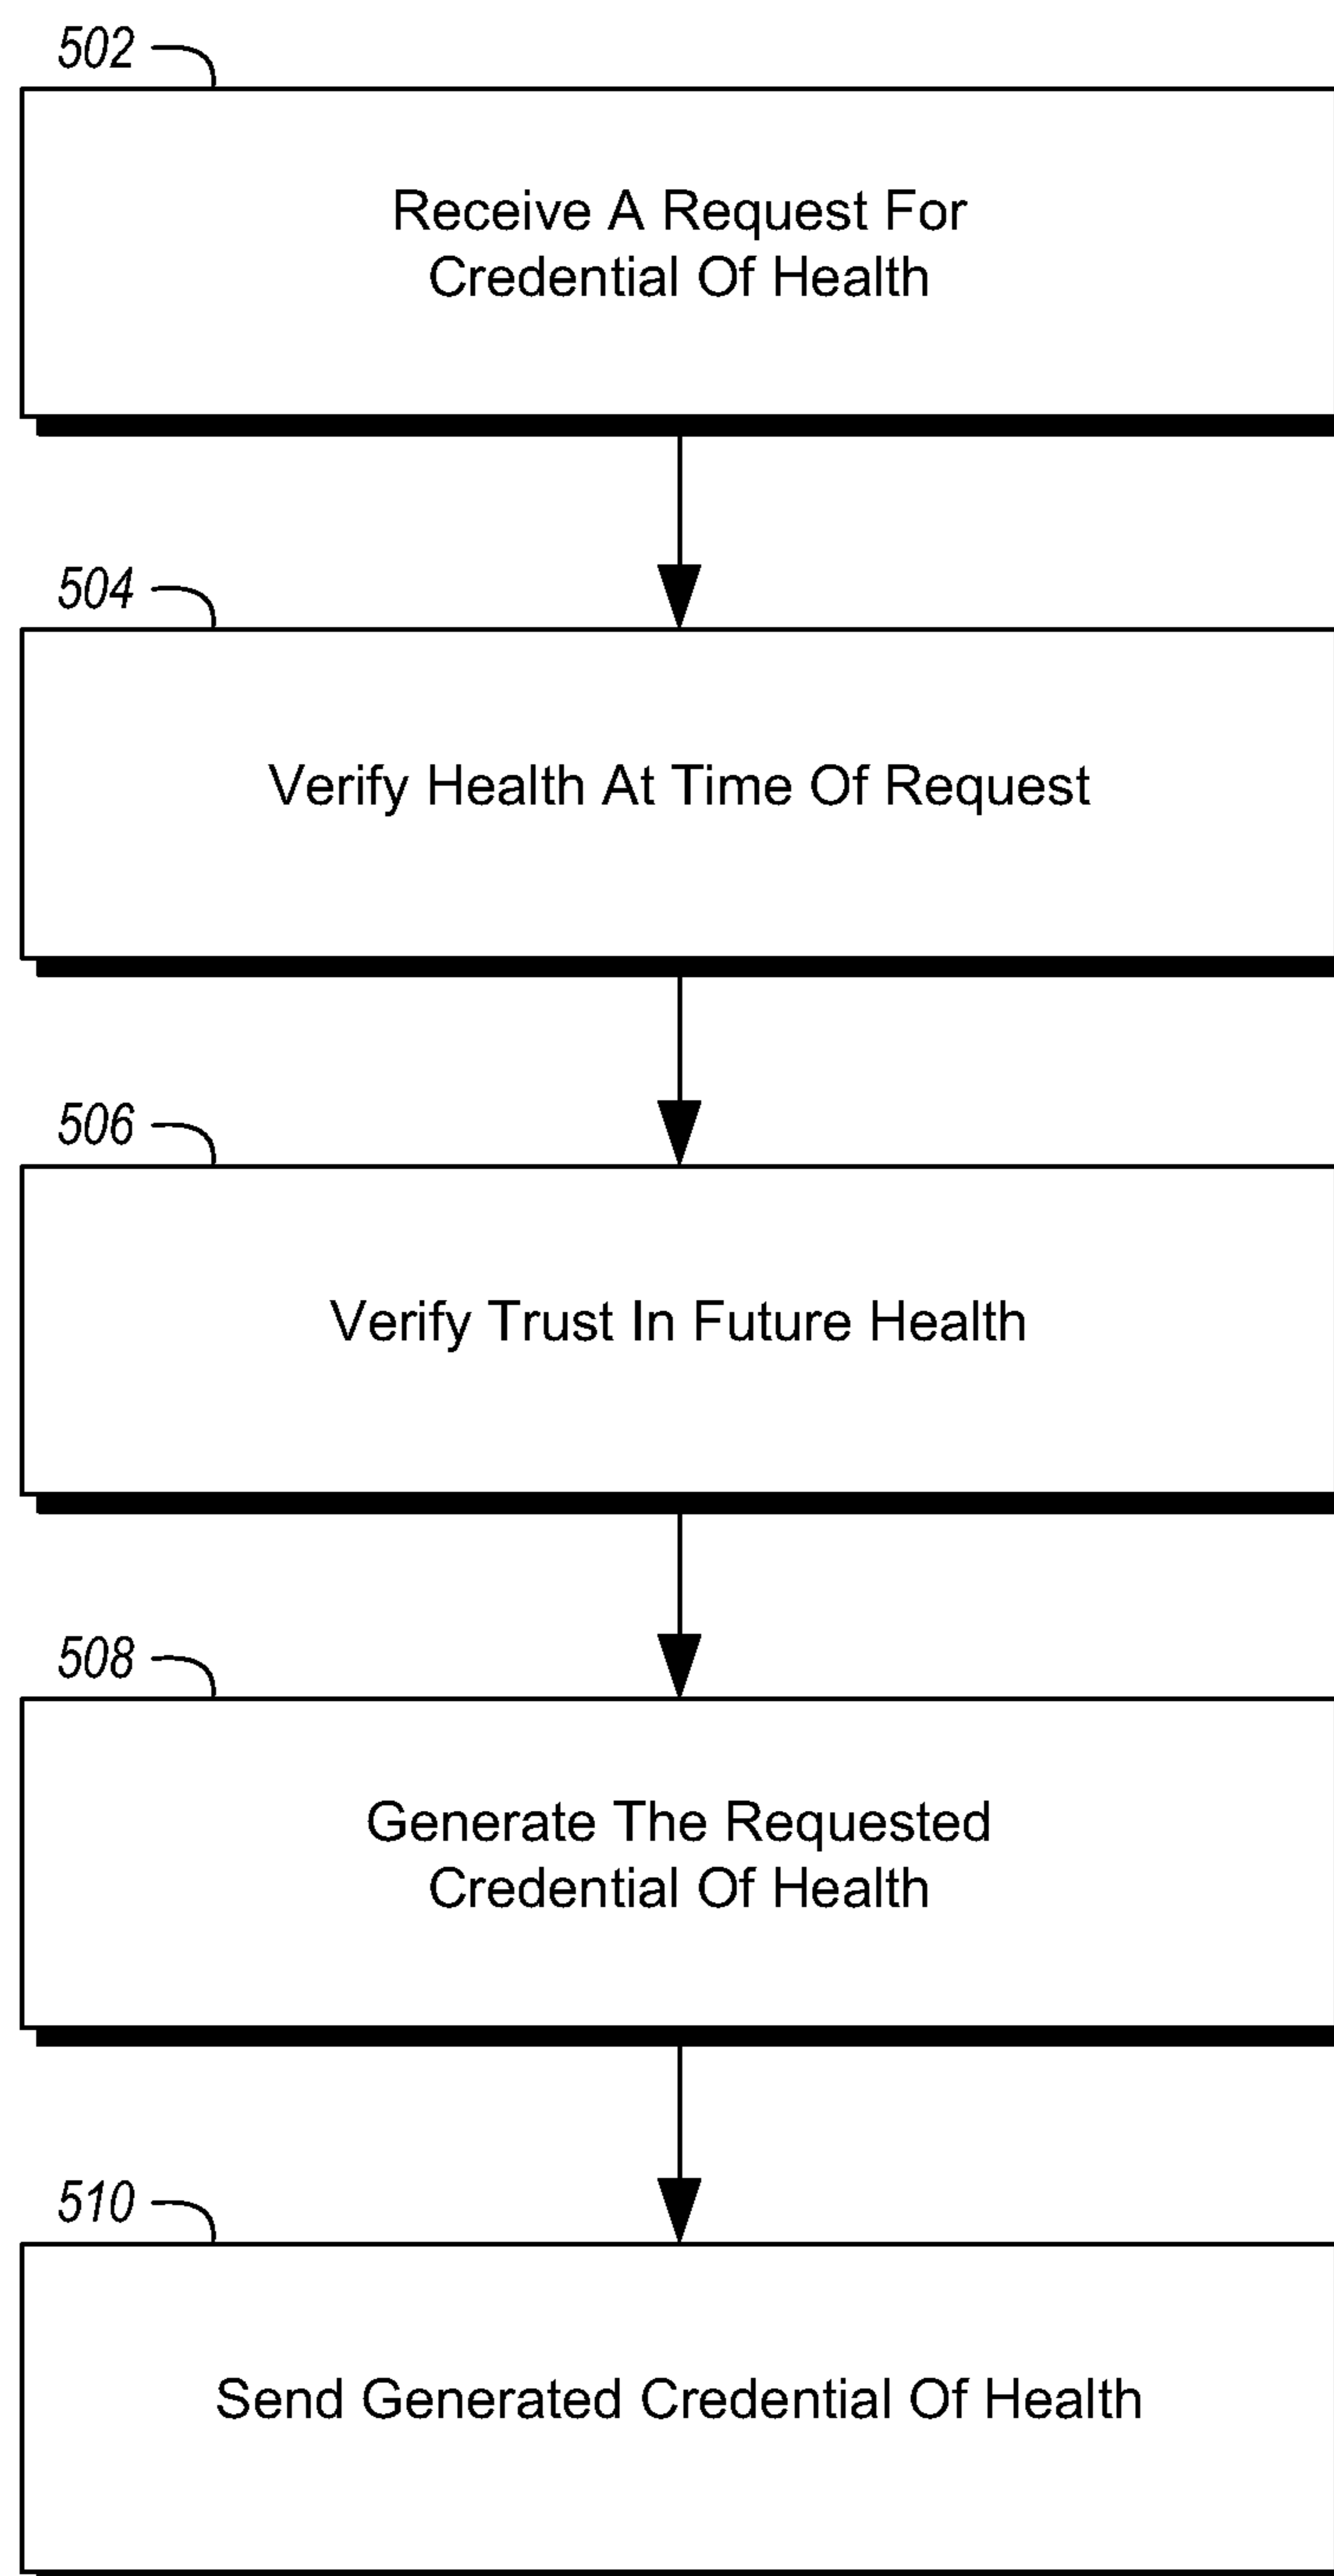 502
Receive A Request For
Credential Of Health
504
Verify Health At Time Of Request
506
Verify Trust In Future Health
508
Generate The Requested
Credential Of Health
510
Send Generated Credential Of Health